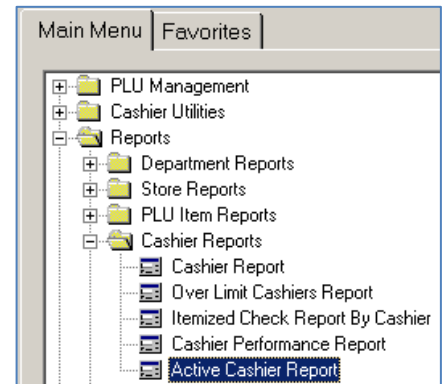 Main Menu Favorites
PLU Management
Cashier Utilities
Reports
Department Reports
Store Reports
PLU Item Reports
Cashier Reports
Cashier Report
Over Limit Cashiers Report
Itemized Check Report By Cashier
Cashier Performance Report
Active Cashier Report